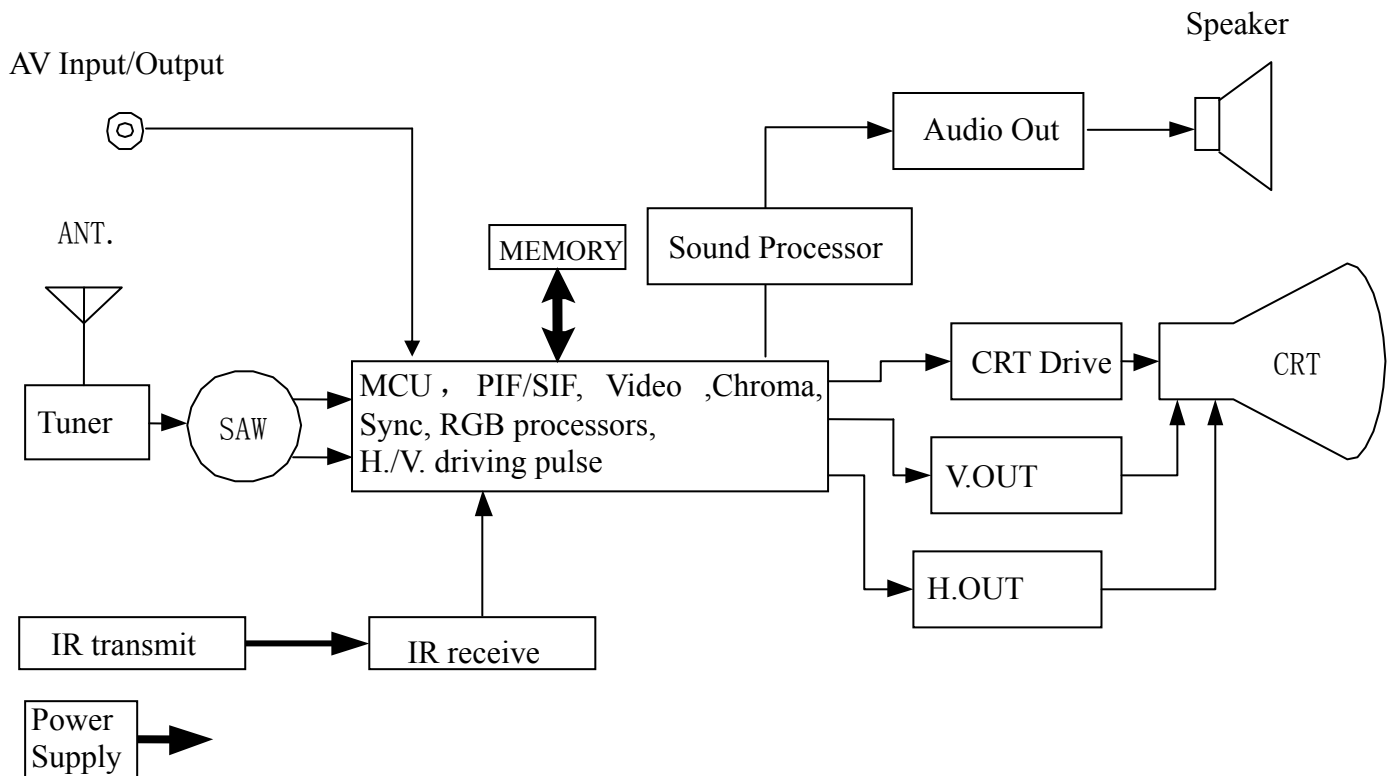 Speaker
AV Input/Output
Audio Out
ANT.
MEMORY
Sound Processor
CRT Drive
CRT
Tuner
SAW
MCU， PIF/SIF, Video ,Chroma,
Sync, RGB processors,
H./V. driving pulse
V.OUT
H.OUT
IR transmit
IR receive
Power
Supply